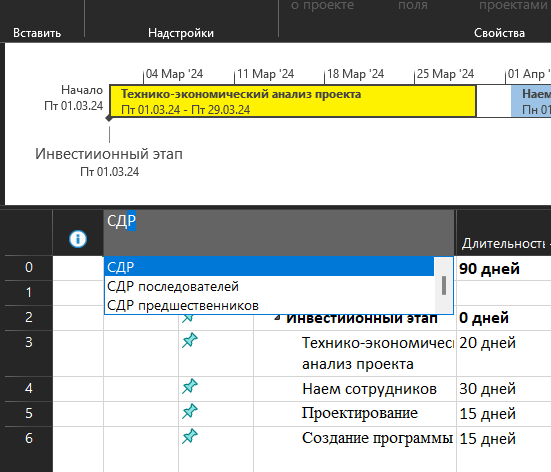 о проекте поля проектами
Вставить Надстройки Свойства
04 Мар '24 11 Мар '24 18 Мар '24 25 Мар '24 01 Апр '
Начало
Пт 01.03.24
Технико-экономический анализ проекта
Пт 01.03.24 - Пт 29.03.24
Наем
Пн 01
Инвестиионный этап
Пт 01.03.24
СДР
Длительность
СДР
СДР последователей
СДР предшественников
0 90 дней
1
2 Инвестиионный этап 0 дней
3 Технико-экономичес 20 дней
анализ проекта
4 Наем сотрудников 30 дней
5 Проектирование 15 дней
6 Создание программы 15 дней